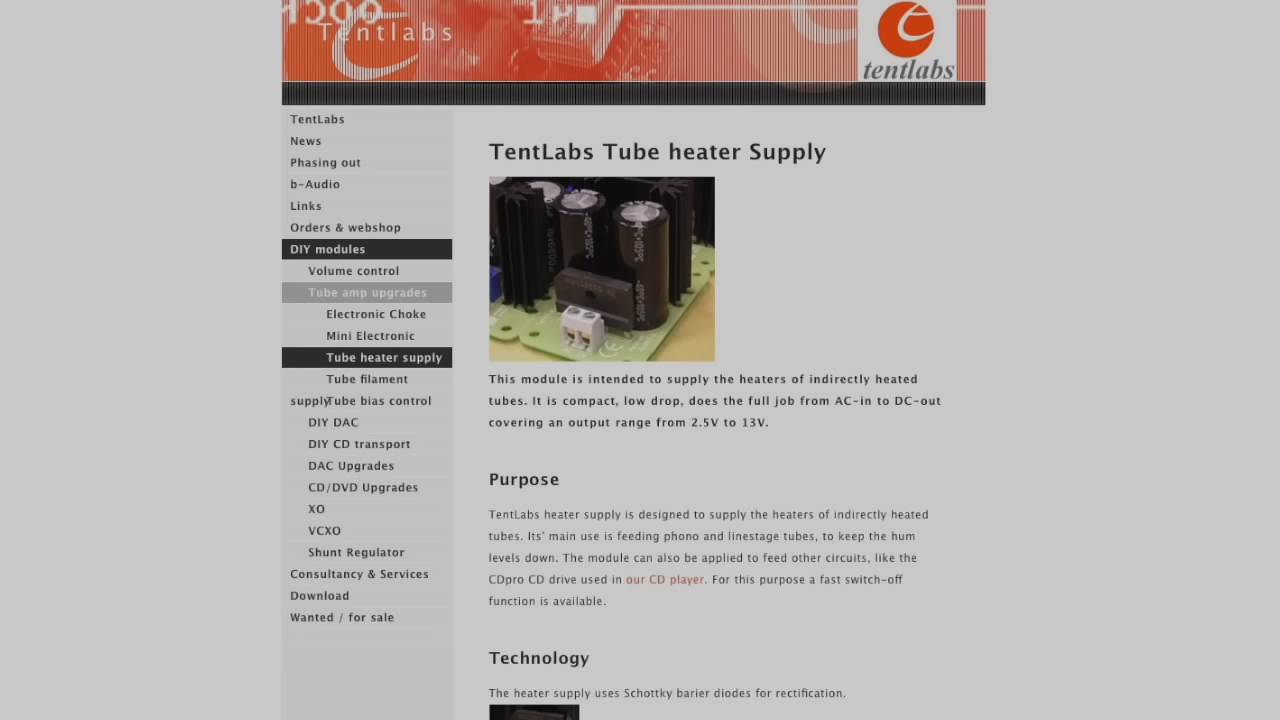 Tentlabs
1µ
tentlabs
TentLabs
News
Phasing out
b-Audio
Links
Orders & webshop
DIY modules
Volume control
Tube amp upgrades
Electronic Choke
Mini Electronic
Tube heater supply
Tube filament
supply
Tube bias control
DIY DAC
DIY CD transport
DAC Upgrades
CD/DVD Upgrades
XO
VCXO
Shunt Regulator
Consultancy & Services
Download
Wanted / for sale
TentLabs Tube heater Supply
This module is intended to supply the heaters of indirectly heated
tubes. It is compact, low drop, does the full job from AC-in to DC-out
covering an output range from 2.5V to 13V.
Purpose
TentLabs heater supply is designed to supply the heaters of indirectly heated
tubes. Its' main use is feeding phono and linestage tubes, to keep the hum
levels down. The module can also be applied to feed other circuits, like the
CDpro CD drive used in our CD player. For this purpose a fast switch-off
function is available.
Technology
The heater supply uses Schottky barier diodes for rectification.